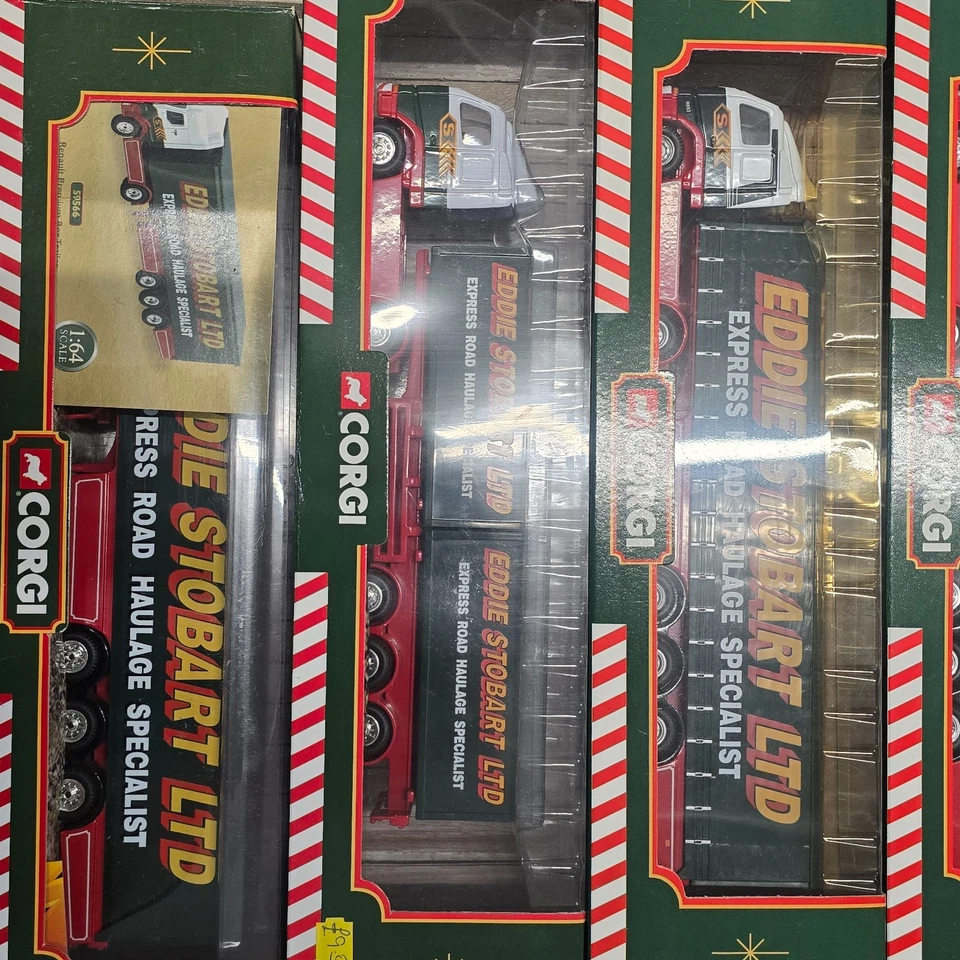 59566
1:64
SCALE
EDDIE STOBART LTD
EXPRESS ROAD HAULAGE SPECIALIST
DIE STOBART LTD
PRESS ROAD HAULAGE SPECIALIST
CORGI
S
EDDIE STOBART LTD
EXPRESS ROAD HAULAGE SPECIALIST
EDDIE STOBART LTD
EXPRESS ROAD HAULAGE SPECIALIST
CORGI
S
EDDIE STOBART LTD
EXPRESS ROAD HAULAGE SPECIALIST
CORGI
CORGI